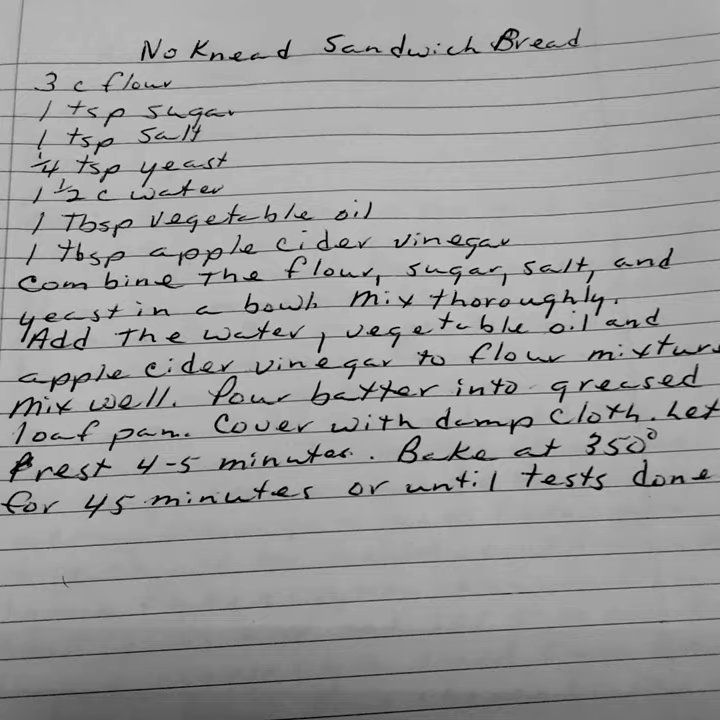 No Knead Sandwich Bread
3 c flour
1 tsp sugar
1 tsp salt
1/4 tsp yeast
1 1/2 c water
1 Tbsp vegetable oil
1 tbsp apple cider vinegar
Combine The flour, sugar, salt, and
yeast in a bowl. Mix thoroughly.
Add The water, vegetable oil and
apple cider vinegar to flour mixture
Mix well. Pour batter into greased
loaf pan. Cover with damp cloth. Let
rest 4-5 minutes. Bake at 350°
for 45 minutes or until tests done